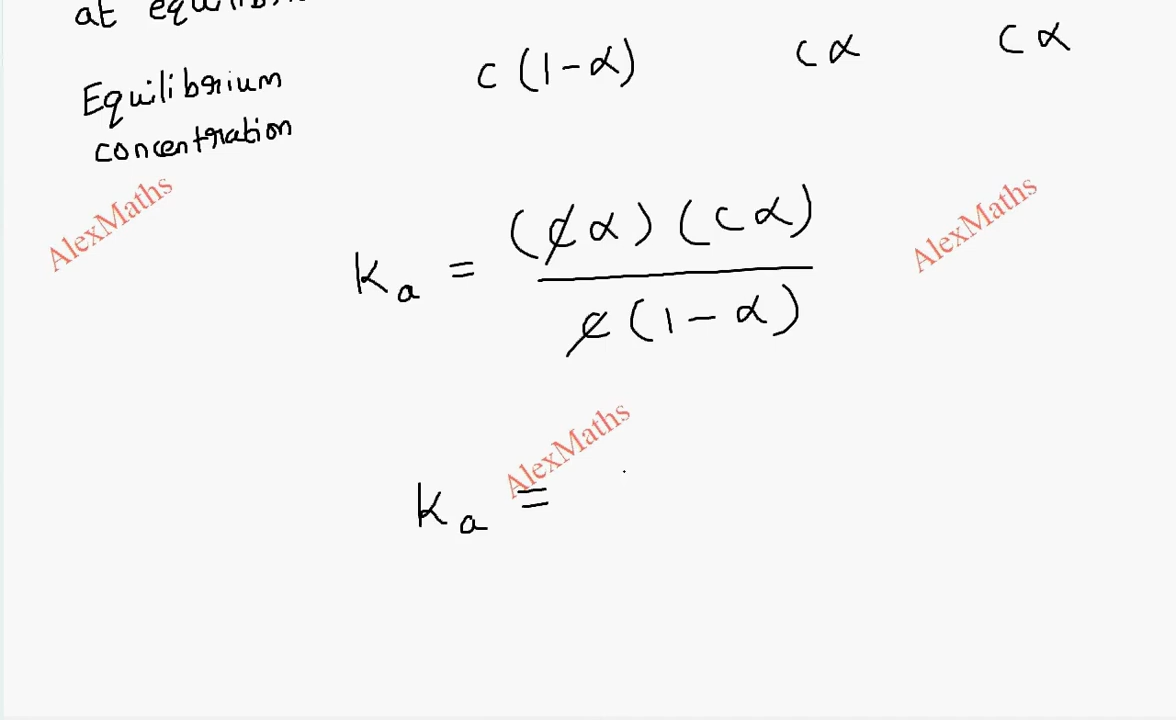 at
Equilibrium c(1-α) cα cα
concentration
AlexMaths AlexMaths
(cα)(cα)
Ka =
c(1-α)
AlexMaths
Ka =